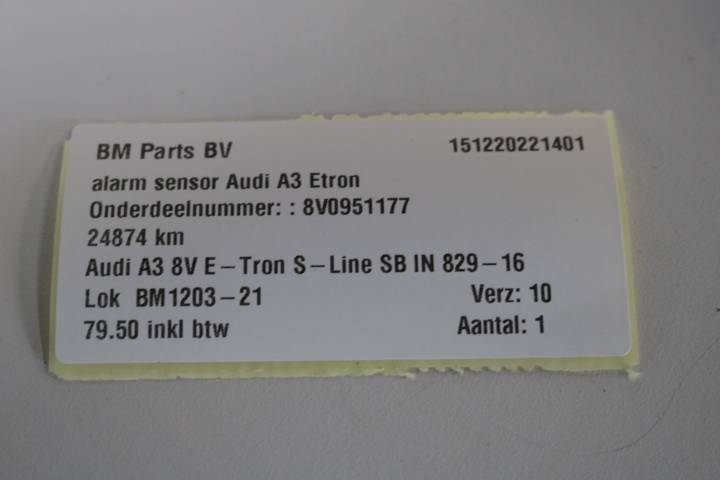 BM Parts BV 151220221401
alarm sensor Audi A3 Etron
Onderdeelnummer: : 8V0951177
24874 km
Audi A3 8V E-Tron S-Line SB IN 829-16
Lok BM1203-21 Verz: 10
79.50 inkl btw Aantal: 1